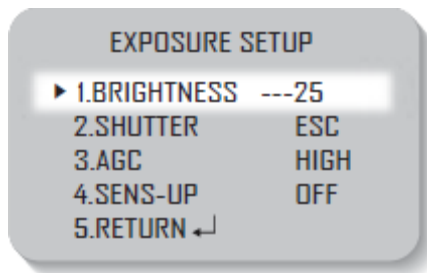 EXPOSURE SETUP
▶ 1.BRIGHTNESS ---25
2.SHUTTER ESC
3.AGC HIGH
4.SENS-UP OFF
5.RETURN ↵